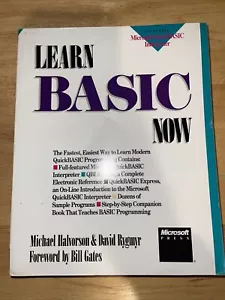 Microsoft QuickBASIC
Interpreter
LEARN
BASIC
NOW
The Fastest, Easiest Way to Learn Modern
QuickBASIC Programming Contains:
Full-featured QuickBASIC
Interpreter ■ a Complete
Electronic Reference ■ QuickBASIC Express,
an On-Line Introduction to the Microsoft
QuickBASIC Interpreter ■ Dozens of
Sample Programs ■ Step-by-Step Companion
Book That Teaches BASIC Programming
Michael Halvorson & David Rygmyr
Foreword by Bill Gates
Microsoft
PRESS